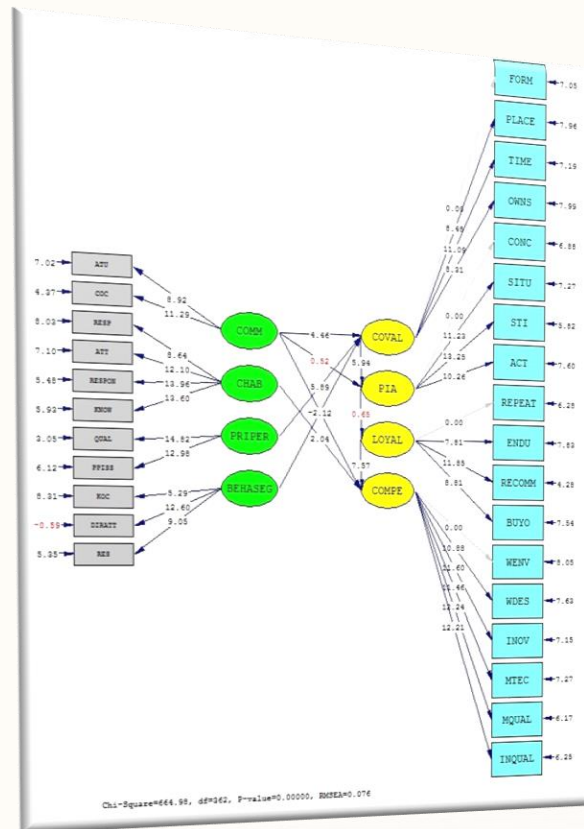 FORM
7.05
PLACE
7.96
TIME
7.19
OWNS
7.99
CONC
6.88
SITU
7.27
STI
5.82
ACT
7.60
REPEAT
6.28
ENDU
7.83
RECOMM
4.28
BUYO
7.54
WENV
8.05
WDES
7.63
INOV
7.15
MTEC
7.27
MQUAL
6.17
INQUAL
6.25
7.02
ATU
4.37
COC
8.03
RESP
7.10
ATT
5.48
RESPON
5.93
KNOW
3.05
QUAL
6.12
PPISS
8.31
-0.59
DIRATT
5.35
RES
8.92
11.29
8.64
12.10
13.96
13.60
14.82
12.98
5.29
12.60
9.05
COMM
CHAB
PRIPER
BEHASEG
4.46
0.52
5.89
-2.12
2.04
COVAL
PIA
LOYAL
COMPE
5.94
0.65
7.87
0.00
8.48
11.09
8.31
0.00
11.23
13.25
10.26
0.00
7.81
11.85
8.81
0.00
10.88
11.60
11.46
12.24
12.21
Chi-Square=664.98, df=362, P-value=0.00000, RMSEA=0.076